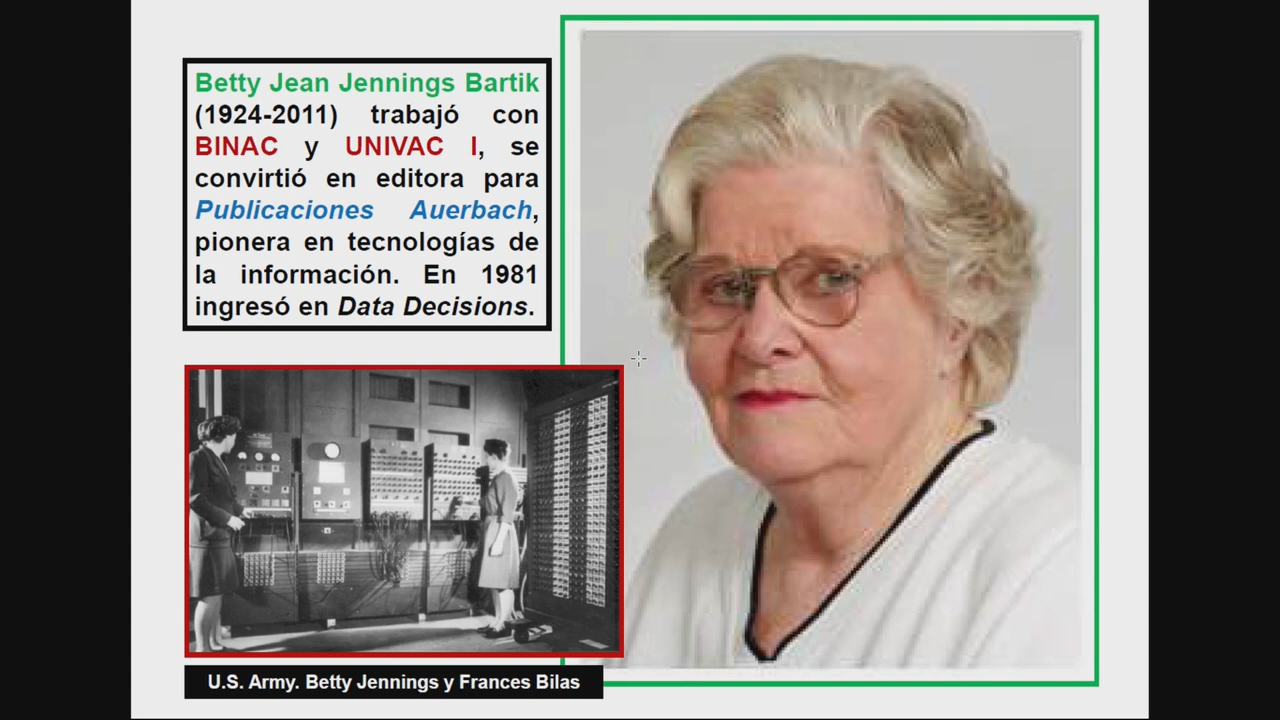 Betty Jean Jennings Bartik
(1924-2011) trabajó con
BINAC y UNIVAC I, se
convirtió en editora para
Publicaciones Auerbach,
pionera en tecnologías de
la información. En 1981
ingresó en Data Decisions.
U.S. Army. Betty Jennings y Frances Bilas